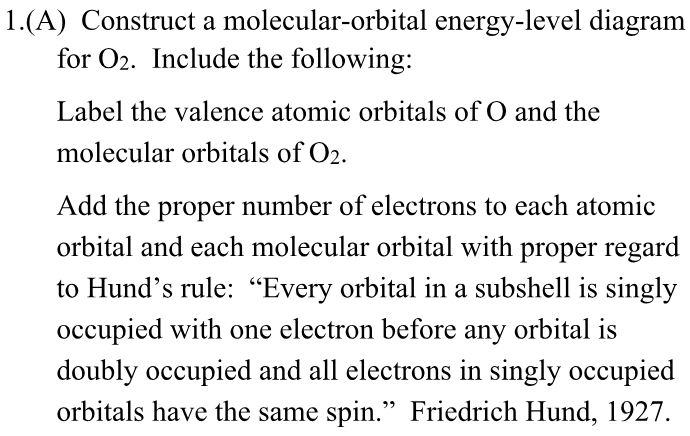 1.(A) Construct a molecular-orbital energy-level diagram
for O2. Include the following:
Label the valence atomic orbitals of O and the
molecular orbitals of O2.
Add the proper number of electrons to each atomic
orbital and each molecular orbital with proper regard
to Hund’s rule: “Every orbital in a subshell is singly
occupied with one electron before any orbital is
doubly occupied and all electrons in singly occupied
orbitals have the same spin.” Friedrich Hund, 1927.